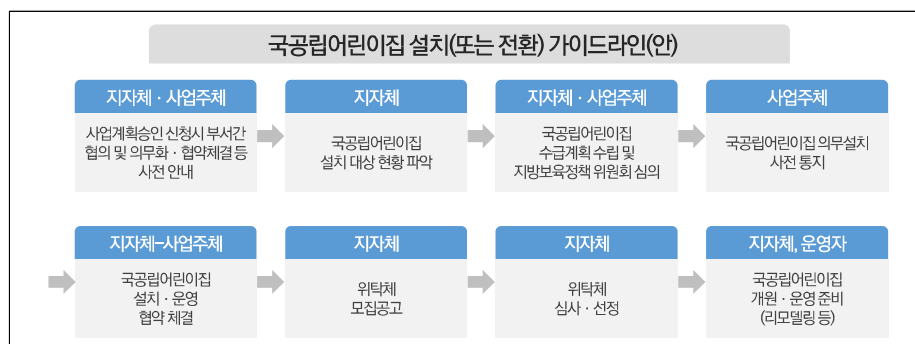 국공립어린이집 설치(또는 전환) 가이드라인(안)
지자체 · 사업주체
사업계획승인 신청시 부서간
협의 및 의무화 · 협약체결 등
사전 안내
지자체
국공립어린이집
설치 대상 현황 파악
지자체 · 사업주체
국공립어린이집
수급계획 수립 및
지방보육정책 위원회 심의
사업주체
국공립어린이집 의무설치
사전 통지
지자체-사업주체
국공립어린이집
설치 · 운영
협약 체결
지자체
위탁체
모집공고
지자체
위탁체
심사 · 선정
지자체, 운영자
국공립어린이집
개원 · 운영 준비
(리모델링 등)